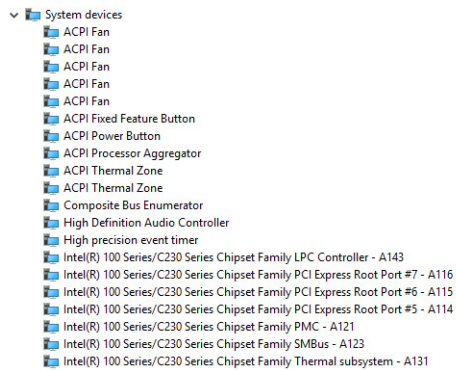 System devices
ACPI Fan
ACPI Fan
ACPI Fan
ACPI Fan
ACPI Fan
ACPI Fixed Feature Button
ACPI Power Button
ACPI Processor Aggregator
ACPI Thermal Zone
ACPI Thermal Zone
Composite Bus Enumerator
High Definition Audio Controller
High precision event timer
Intel(R) 100 Series/C230 Series Chipset Family LPC Controller - A143
Intel(R) 100 Series/C230 Series Chipset Family PCI Express Root Port #7 - A116
Intel(R) 100 Series/C230 Series Chipset Family PCI Express Root Port #6 - A115
Intel(R) 100 Series/C230 Series Chipset Family PCI Express Root Port #5 - A114
Intel(R) 100 Series/C230 Series Chipset Family PMC - A121
Intel(R) 100 Series/C230 Series Chipset Family SMBus - A123
Intel(R) 100 Series/C230 Series Chipset Family Thermal subsystem - A131